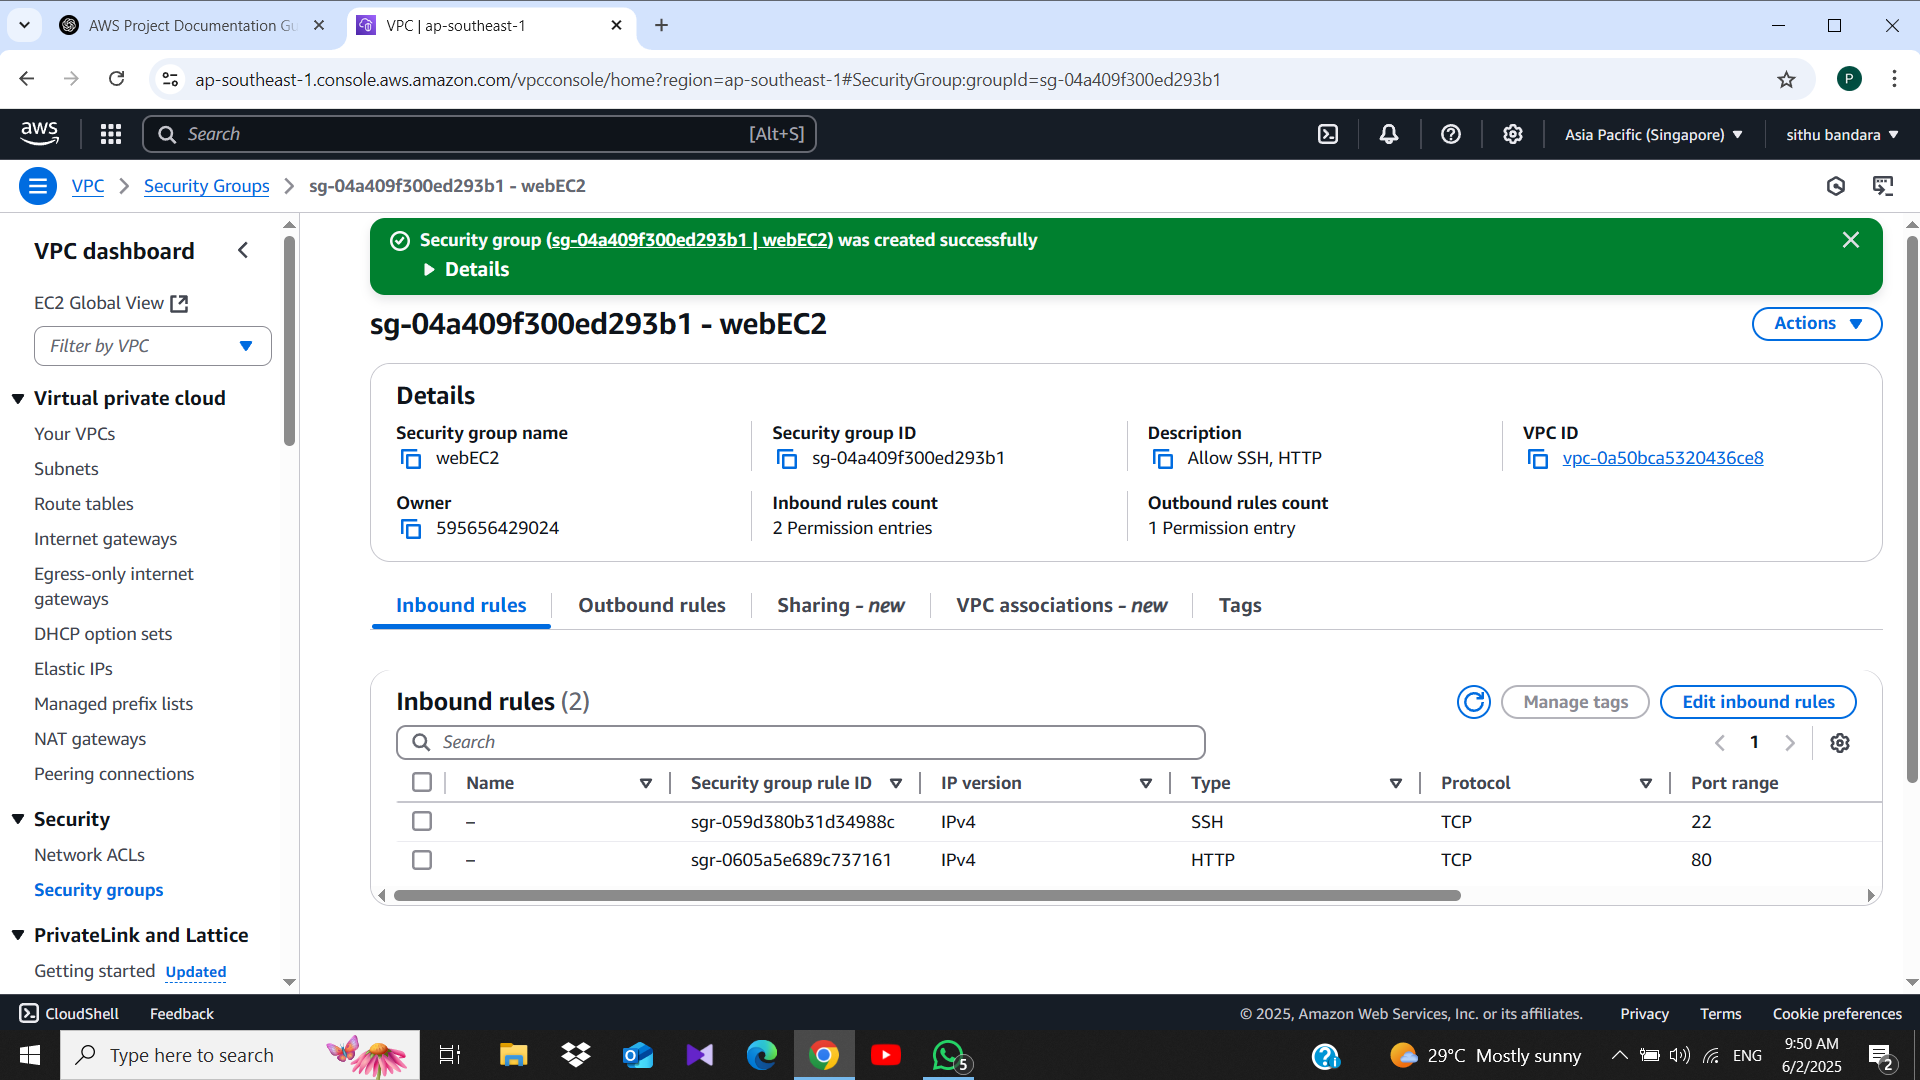 AWS Project Documentation Gu
VPC | ap-southeast-1
ap-southeast-1.console.aws.amazon.com/vpcconsole/home?region=ap-southeast-1#SecurityGroup:groupId=sg-04a409f300ed293b1
P
aws
Search
[Alt+S]
Asia Pacific (Singapore)
sithu bandara
VPC
Security Groups
sg-04a409f300ed293b1 - webEC2
VPC dashboard
EC2 Global View
Filter by VPC
Virtual private cloud
Your VPCs
Subnets
Route tables
Internet gateways
Egress-only internet
gateways
DHCP option sets
Elastic IPs
Managed prefix lists
NAT gateways
Peering connections
Security
Network ACLs
Security groups
PrivateLink and Lattice
Getting started Updated
Security group (sg-04a409f300ed293b1 | webEC2) was created successfully
Details
sg-04a409f300ed293b1 - webEC2
Actions
Details
Security group name
webEC2
Security group ID
sg-04a409f300ed293b1
Description
Allow SSH, HTTP
VPC ID
vpc-0a50bca5320436ce8
Owner
595656429024
Inbound rules count
2 Permission entries
Outbound rules count
1 Permission entry
Inbound rules
Outbound rules
Sharing - new
VPC associations - new
Tags
Inbound rules (2)
Manage tags
Edit inbound rules
Search
1
Name Security group rule ID IP version Type Protocol Port range
– sgr-059d380b31d34988c IPv4 SSH TCP 22
– sgr-0605a5e689c737161 IPv4 HTTP TCP 80
CloudShell
Feedback
© 2025, Amazon Web Services, Inc. or its affiliates.
Privacy
Terms
Cookie preferences
Type here to search
5
29°C Mostly sunny
ENG
9:50 AM
6/2/2025
2